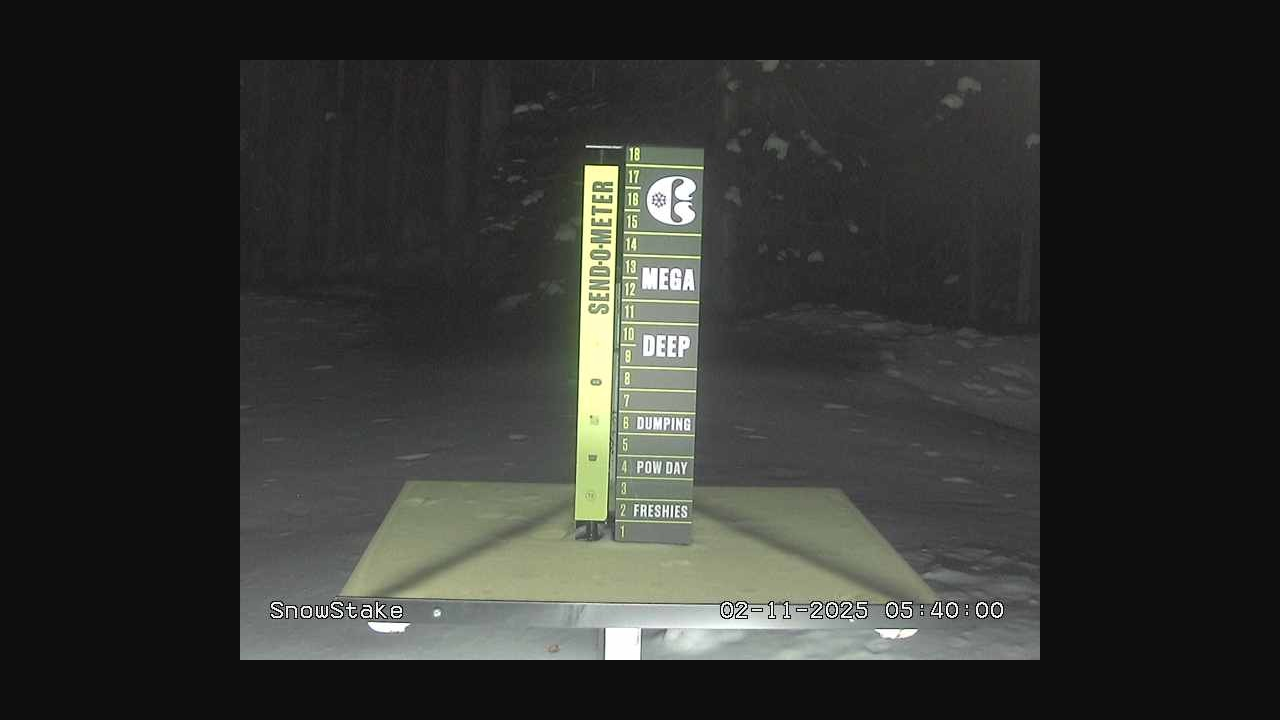 SEND-O-METER
18
17
16
15
14
13
12
MEGA
11
10
9
DEEP
8
7
6 DUMPING
5
4 POW DAY
3
2 FRESHIES
1
SnowStake
02-11-2025 05:40:00